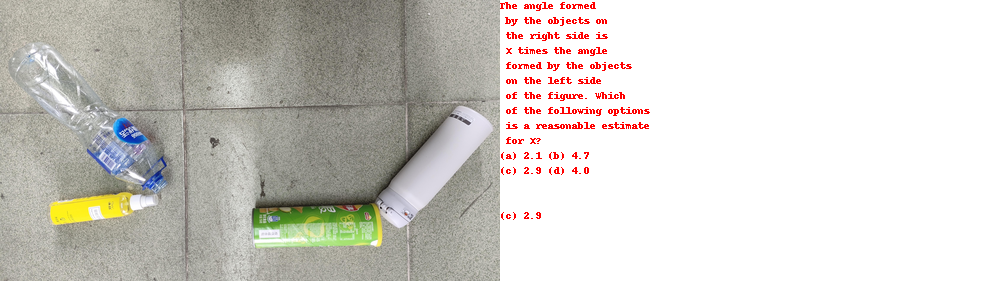 The angle formed
by the objects on
the right side is
X times the angle
formed by the objects
on the left side
of the figure. Which
of the following options
is a reasonable estimate
for X?
(a) 2.1 (b) 4.7
(c) 2.9 (d) 4.0
(c) 2.9